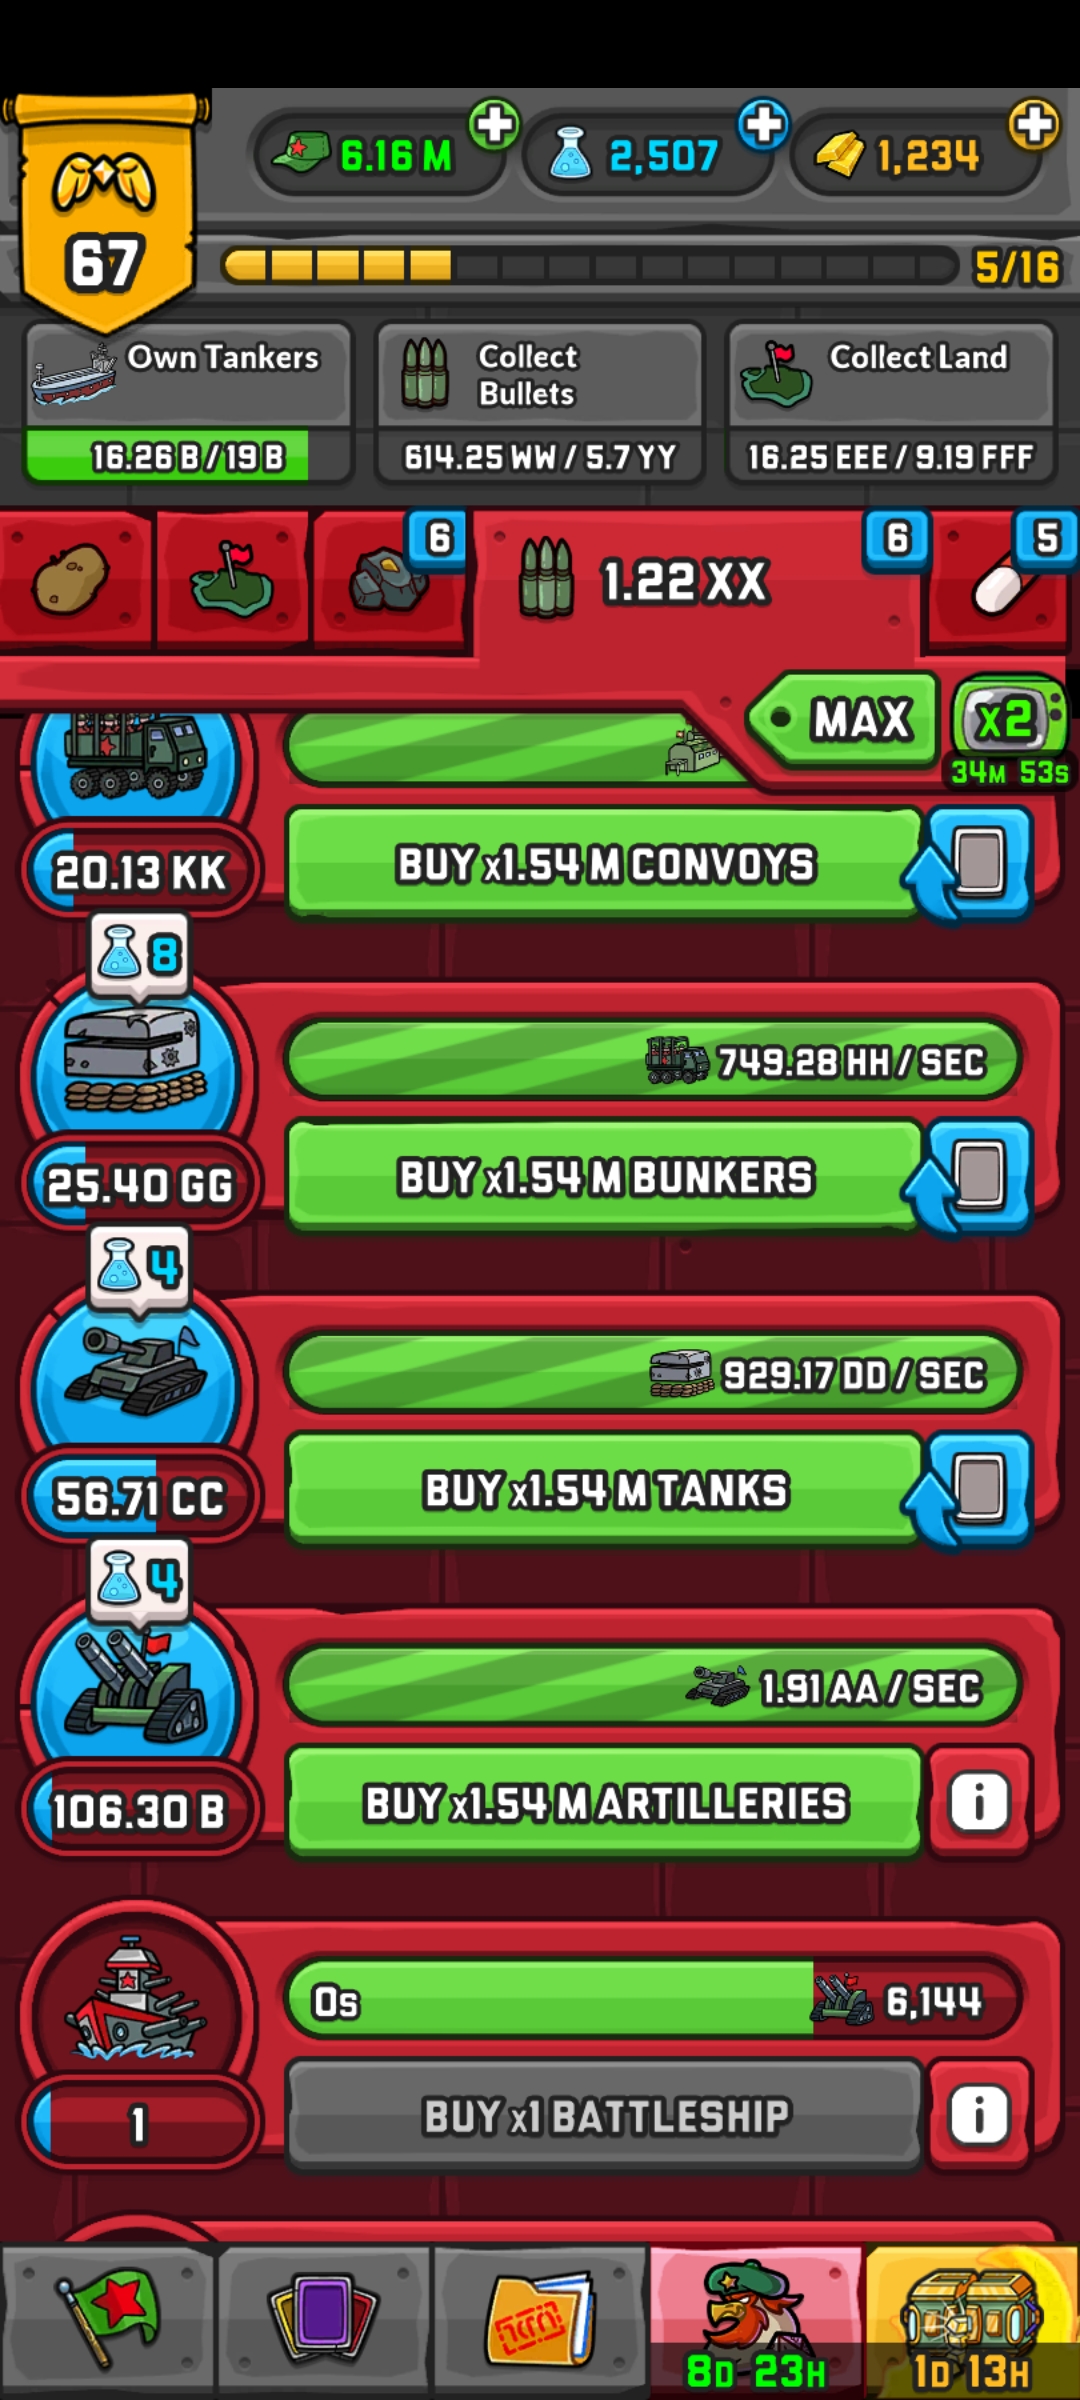 6.16 M
2,507
1,234
67
5/16
Own Tankers
16.26 B / 19 B
Collect
Bullets
614.25 WW / 5.7 YY
Collect Land
16.25 EEE / 9.19 FFF
6
1.22 XX
6
5
MAX
x2
34M 53S
20.13 KK
BUY x1.54 M CONVOYS
8
749.28 HH / SEC
25.40 GG
BUY x1.54 M BUNKERS
4
929.17 DD / SEC
56.71 CC
BUY x1.54 M TANKS
4
1.91 AA / SEC
106.30 B
BUY x1.54 M ARTILLERIES
i
0s
6,144
1
BUY x1 BATTLESHIP
i
8D 23H
1D 13H